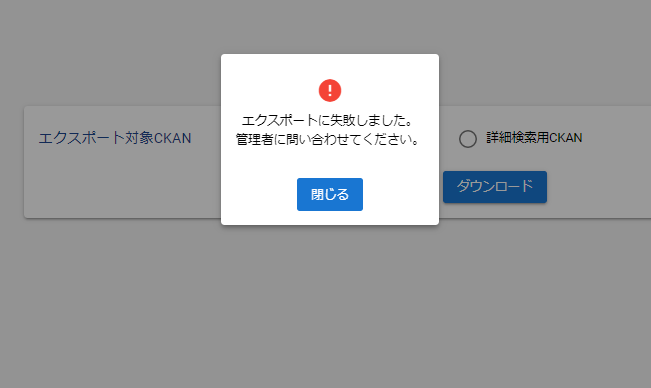 エクスポートに失敗しました。
管理者に問い合わせてください。
閉じる
エクスポート対象CKAN
詳細検索用CKAN
ダウンロード